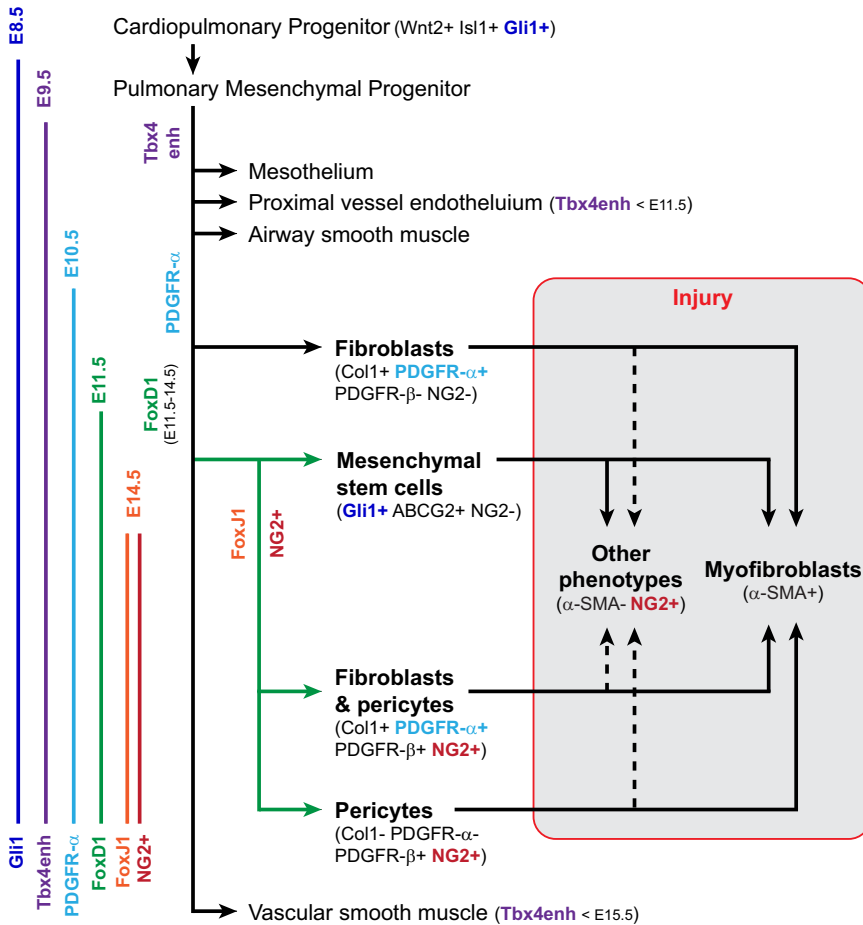 E8.5
E9.5
E10.5
E11.5
E14.5
Gli1
Tbx4enh
PDGFR-α
FoxD1
FoxJ1
NG2+
Cardiopulmonary Progenitor (Wnt2+ Isl1+ Gli1+)
Pulmonary Mesenchymal Progenitor
Tbx4
enh
Mesothelium
Proximal vessel endotheluium (Tbx4enh < E11.5)
Airway smooth muscle
PDGFR-α
Injury
Fibroblasts
(Col1+ PDGFR-α+
PDGFR-β- NG2-)
FoxD1
(E11.5-14.5)
Mesenchymal
stem cells
(Gli1+ ABCG2+ NG2-)
FoxJ1
NG2+
Other
phenotypes
(α-SMA- NG2+)
Myofibroblasts
(α-SMA+)
Fibroblasts
& pericytes
(Col1+ PDGFR-α+
PDGFR-β+ NG2+)
Pericytes
(Col1- PDGFR-α-
PDGFR-β+ NG2+)
Vascular smooth muscle (Tbx4enh < E15.5)